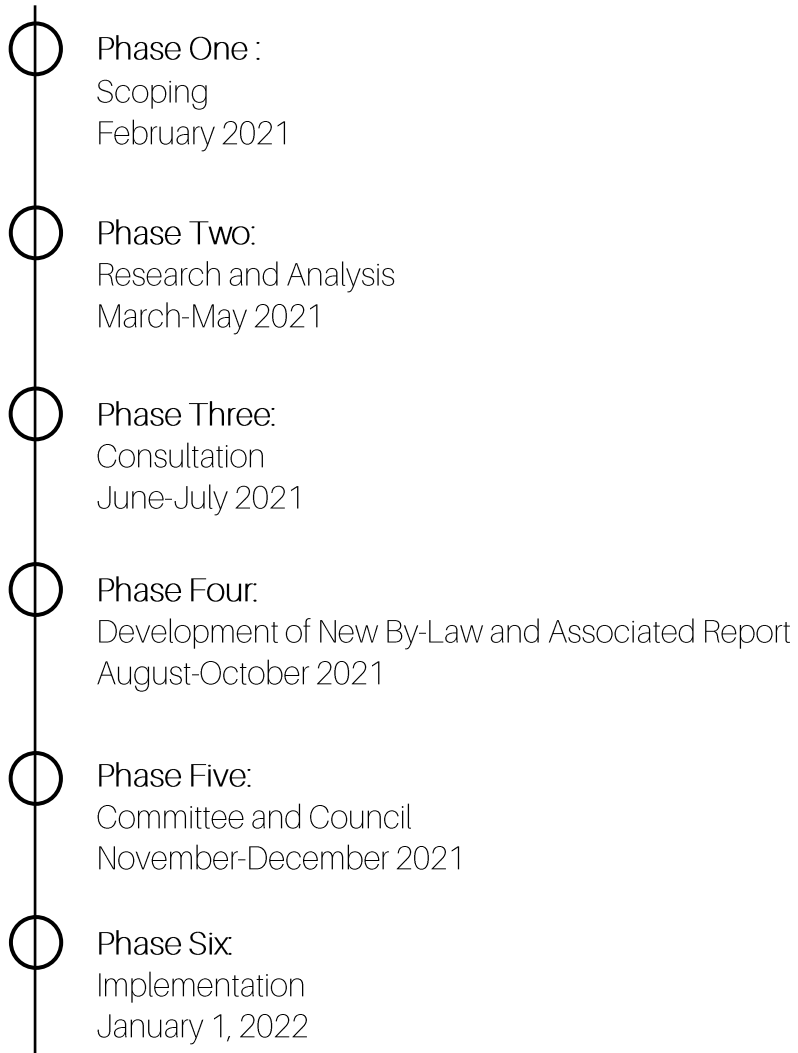 Phase One :
Scoping
February 2021
Phase Two:
Research and Analysis
March-May 2021
Phase Three:
Consultation
June-July 2021
Phase Four:
Development of New By-Law and Associated Report
August-October 2021
Phase Five:
Committee and Council
November-December 2021
Phase Six:
Implementation
January 1, 2022